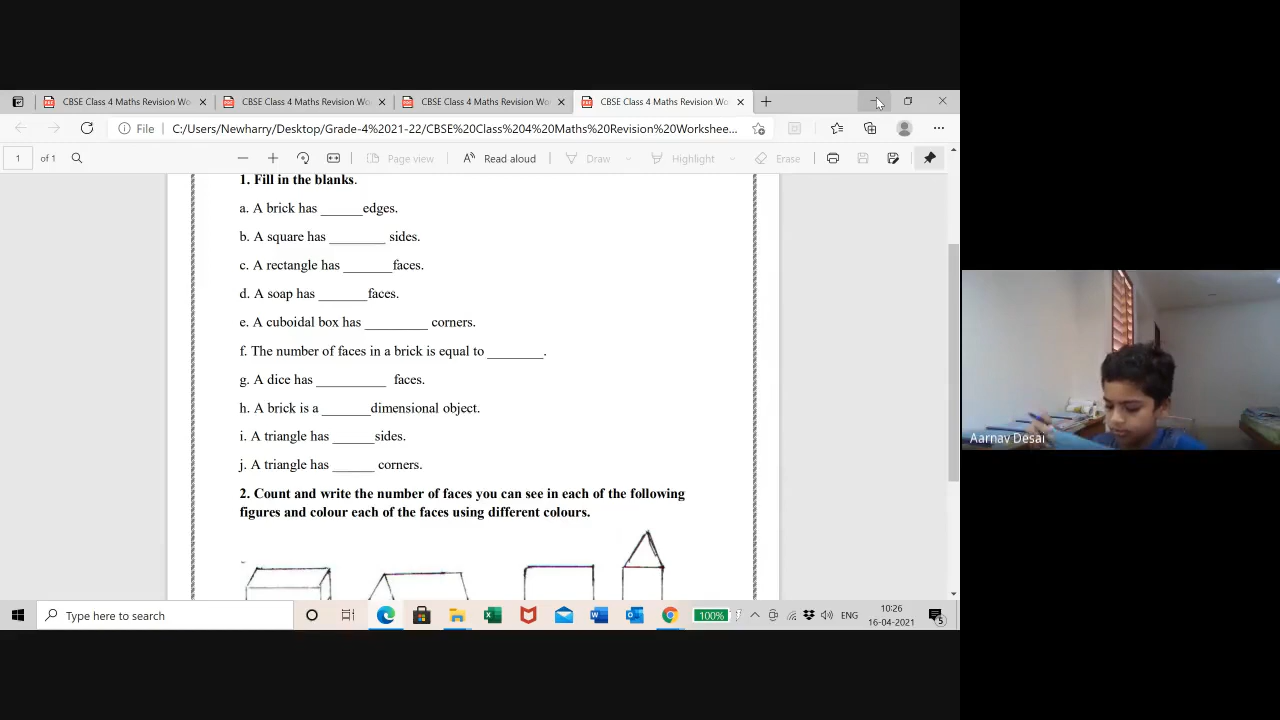 CBSE Class 4 Maths Revision Wo
CBSE Class 4 Maths Revision Wo
CBSE Class 4 Maths Revision Wo
CBSE Class 4 Maths Revision Wo
File C:/Users/Newharry/Desktop/Grade-4%2021-22/CBSE%20Class%204%20Maths%20Revision%20Workshee...
1 of 1 Page view Read aloud Draw Highlight Erase
1. Fill in the blanks.
a. A brick has ______edges.
b. A square has ________ sides.
c. A rectangle has _______faces.
d. A soap has _______faces.
e. A cuboidal box has _________ corners.
f. The number of faces in a brick is equal to ________.
g. A dice has __________ faces.
h. A brick is a _______dimensional object.
i. A triangle has ______sides.
j. A triangle has ______ corners.
2. Count and write the number of faces you can see in each of the following
figures and colour each of the faces using different colours.
Aarnav Desai
Type here to search 100% ENG 10:26
16-04-2021 5